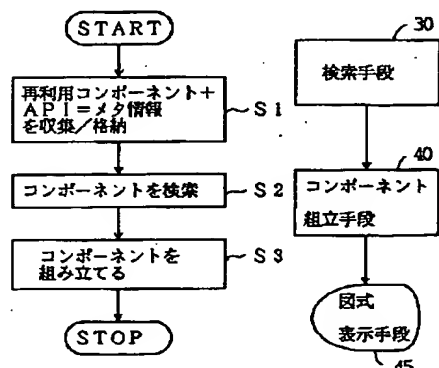 START
再利用コンポーネント+
API=メタ情報
を収集/格納
S1
コンポーネントを検索
S2
コンポーネントを
組み立てる
S3
STOP
30
検索手段
40
コンポーネント
組立手段
図式
表示手段
45